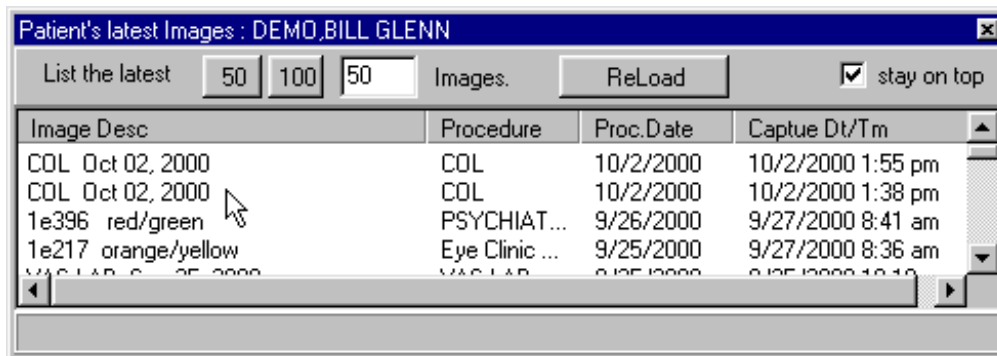 Patient's latest Images : DEMO,BILL GLENN
List the latest 50 100 50 Images. ReLoad stay on top
Image Desc Procedure Proc.Date Captue Dt/Tm
COL Oct 02, 2000 COL 10/2/2000 10/2/2000 1:55 pm
COL Oct 02, 2000 COL 10/2/2000 10/2/2000 1:38 pm
1e396 red/green PSYCHIAT... 9/26/2000 9/27/2000 8:41 am
1e217 orange/yellow Eye Clinic ... 9/25/2000 9/27/2000 8:36 am